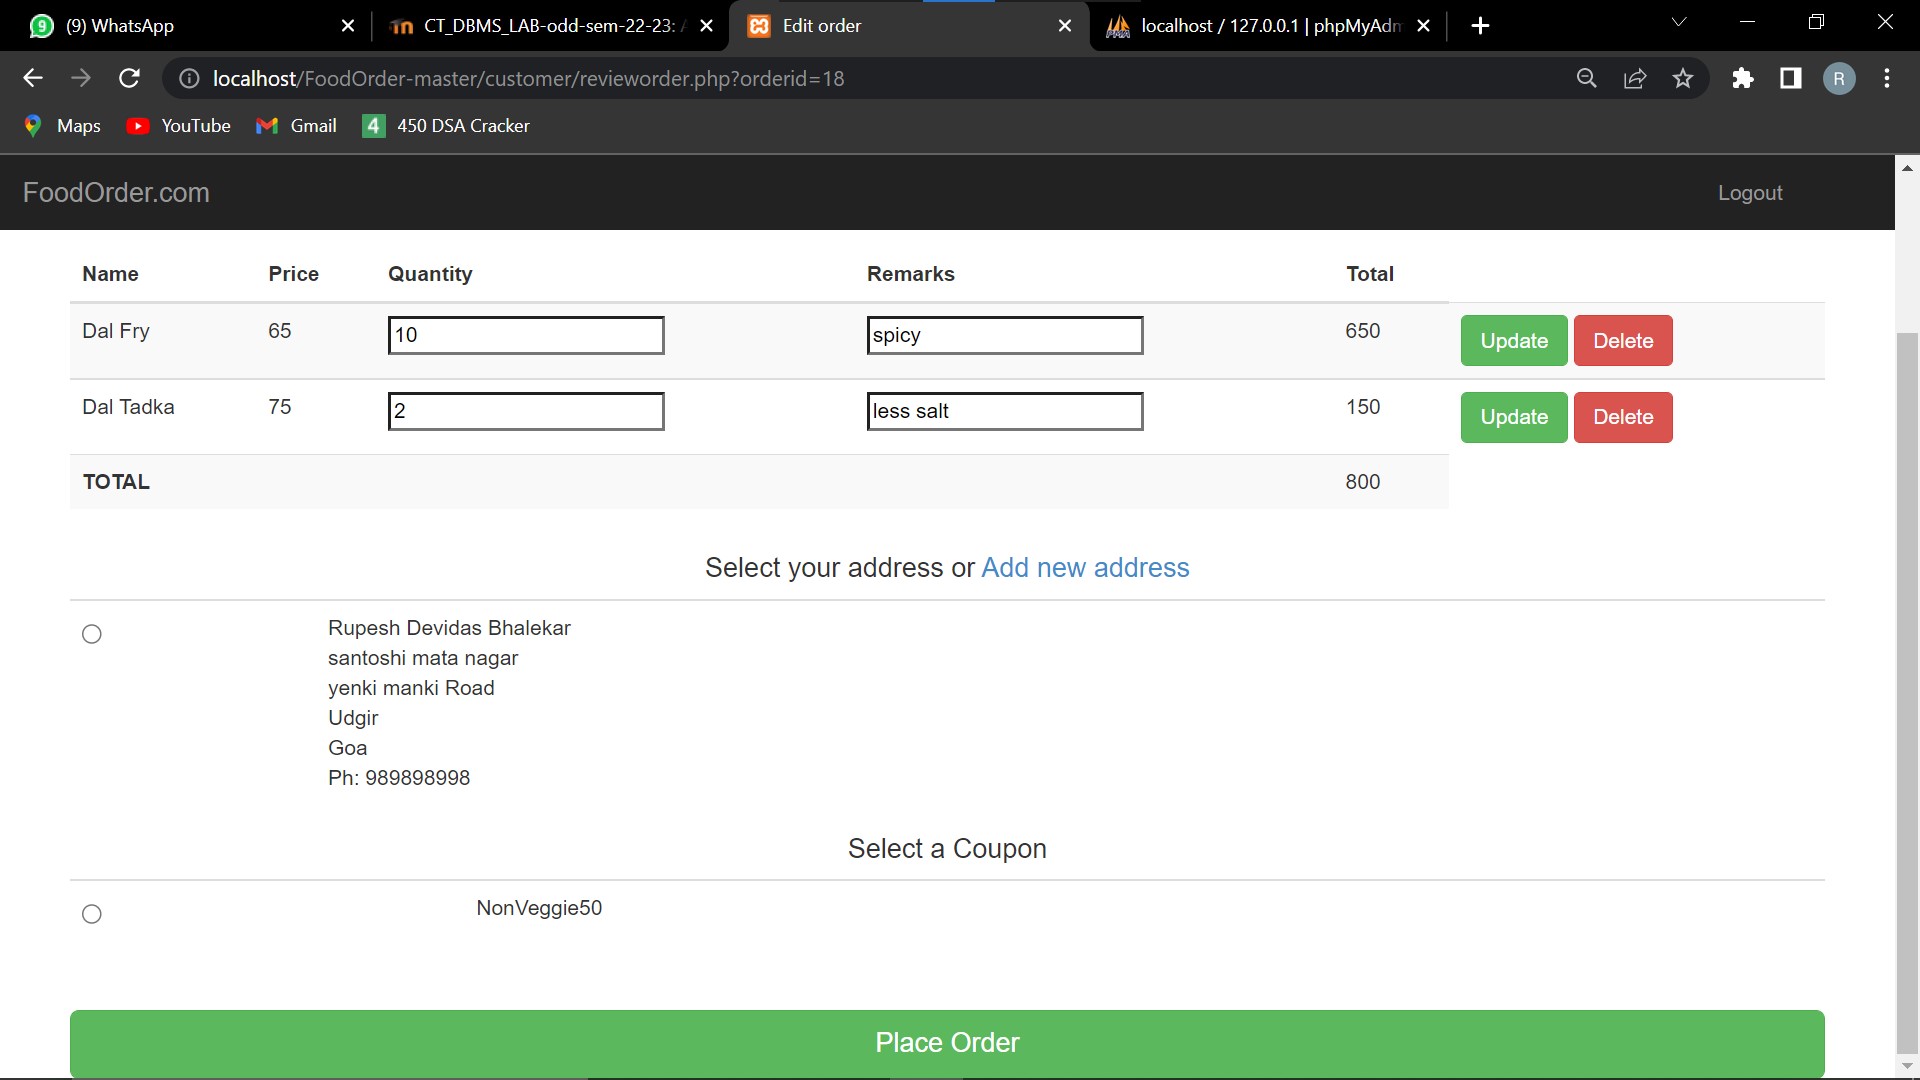 9 (9) WhatsApp
CT_DBMS_LAB-odd-sem-22-23:
Edit order
localhost / 127.0.0.1 | phpMyAdm
localhost/FoodOrder-master/customer/revieworder.php?orderid=18
R
Maps
YouTube
Gmail
4 450 DSA Cracker
FoodOrder.com
Logout
Name Price Quantity Remarks Total
Dal Fry 65 10 spicy 650 Update Delete
Dal Tadka 75 2 less salt 150 Update Delete
TOTAL 800
Select your address or Add new address
Rupesh Devidas Bhalekar
santoshi mata nagar
yenki manki Road
Udgir
Goa
Ph: 989898998
Select a Coupon
NonVeggie50
Place Order